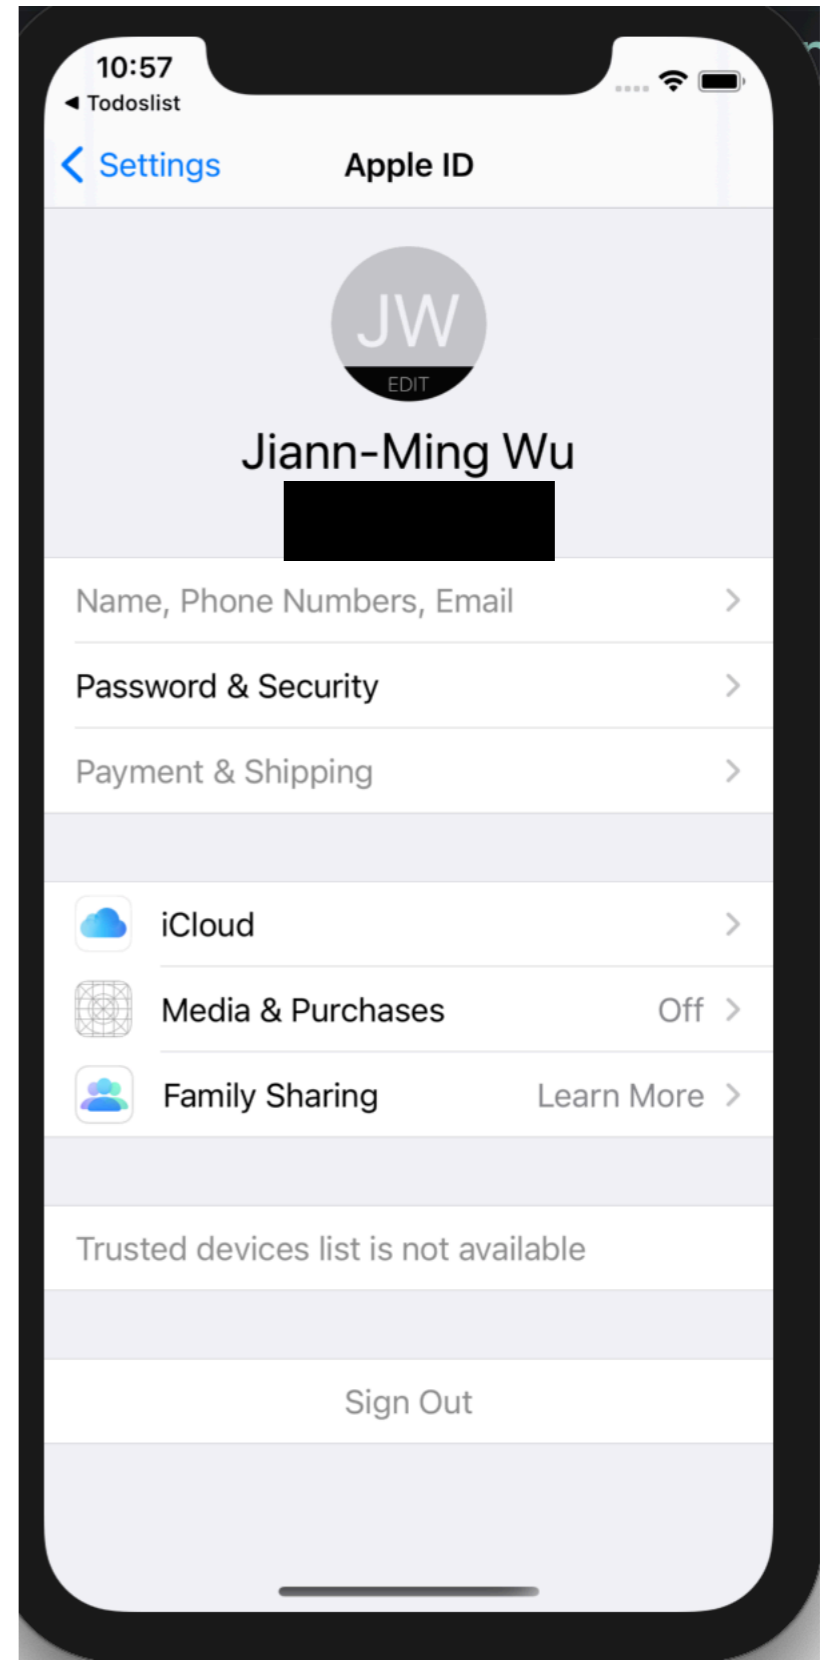 10:57
◀ Todoslist
Settings
Apple ID
JW
EDIT
Jiann-Ming Wu
Name, Phone Numbers, Email
Password & Security
Payment & Shipping
iCloud
Media & Purchases Off
Family Sharing Learn More
Trusted devices list is not available
Sign Out